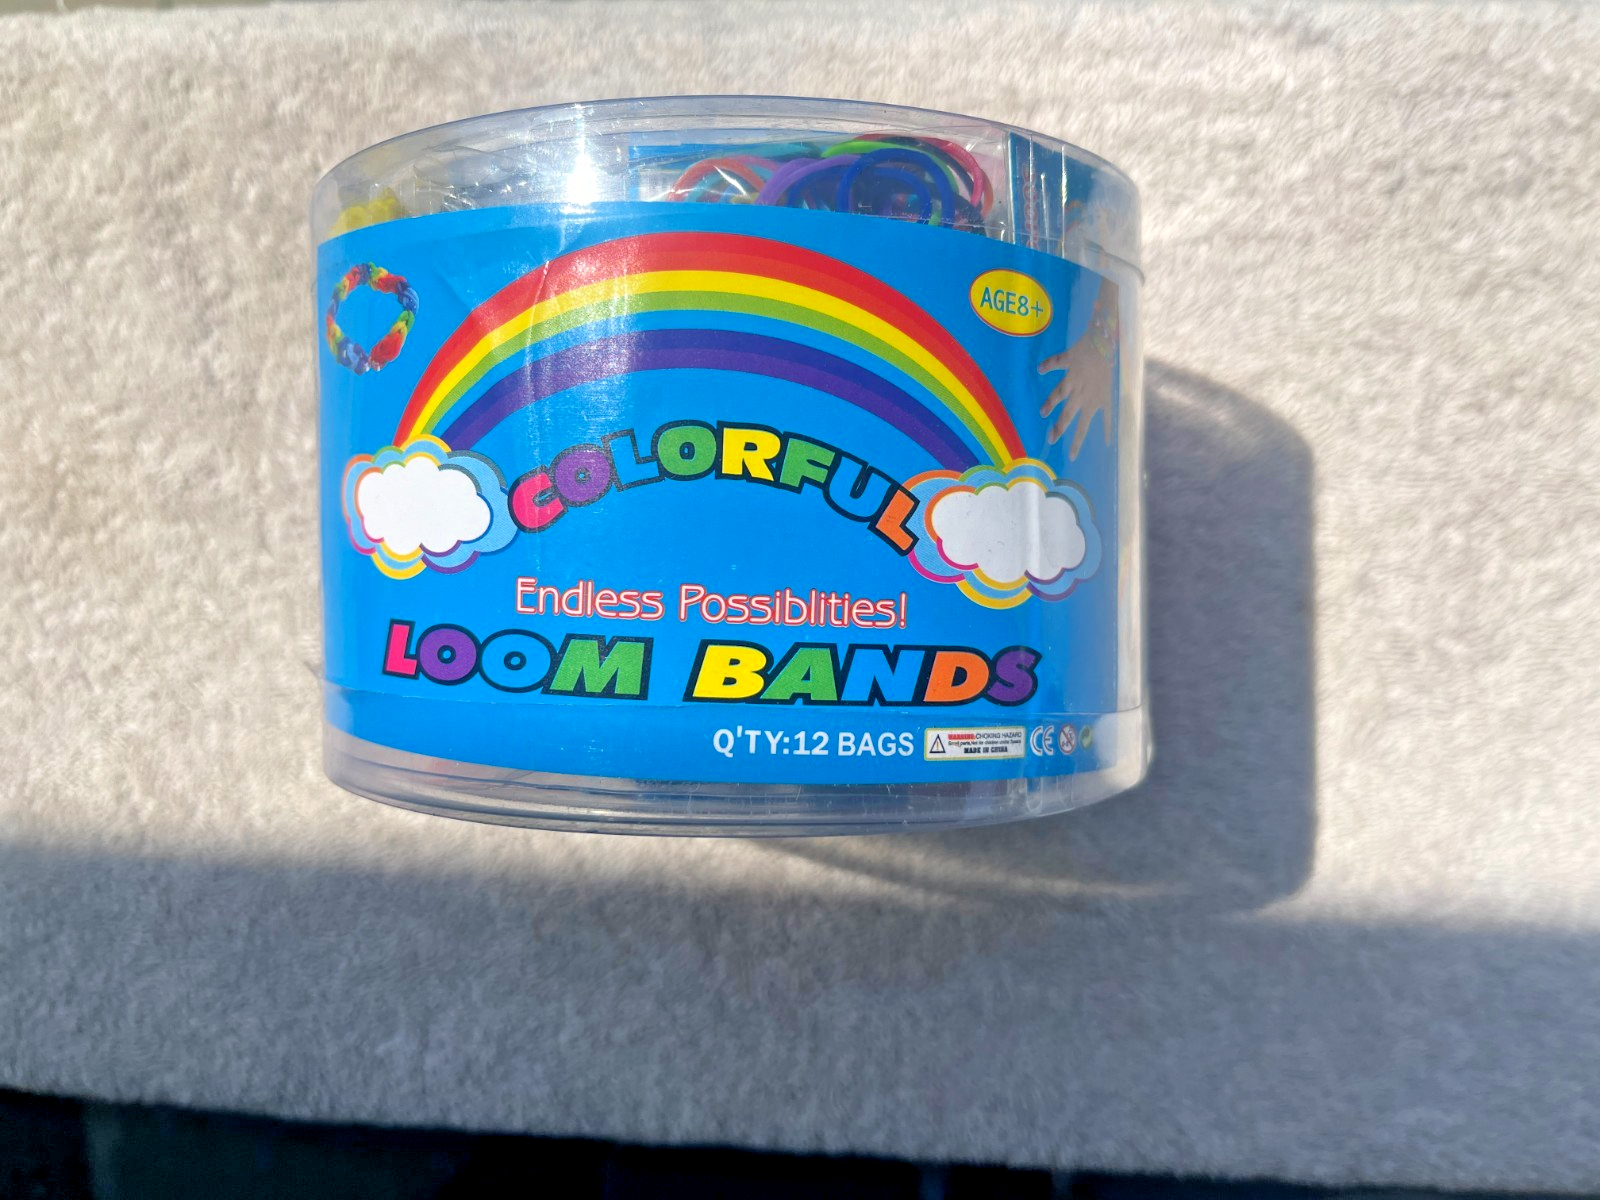 AGE8+
COLORFUL
Endless Possiblities!
LOOM BANDS
Q'TY:12 BAGS
WARNING: CHOKING HAZARD
MADE IN CHINA
CE